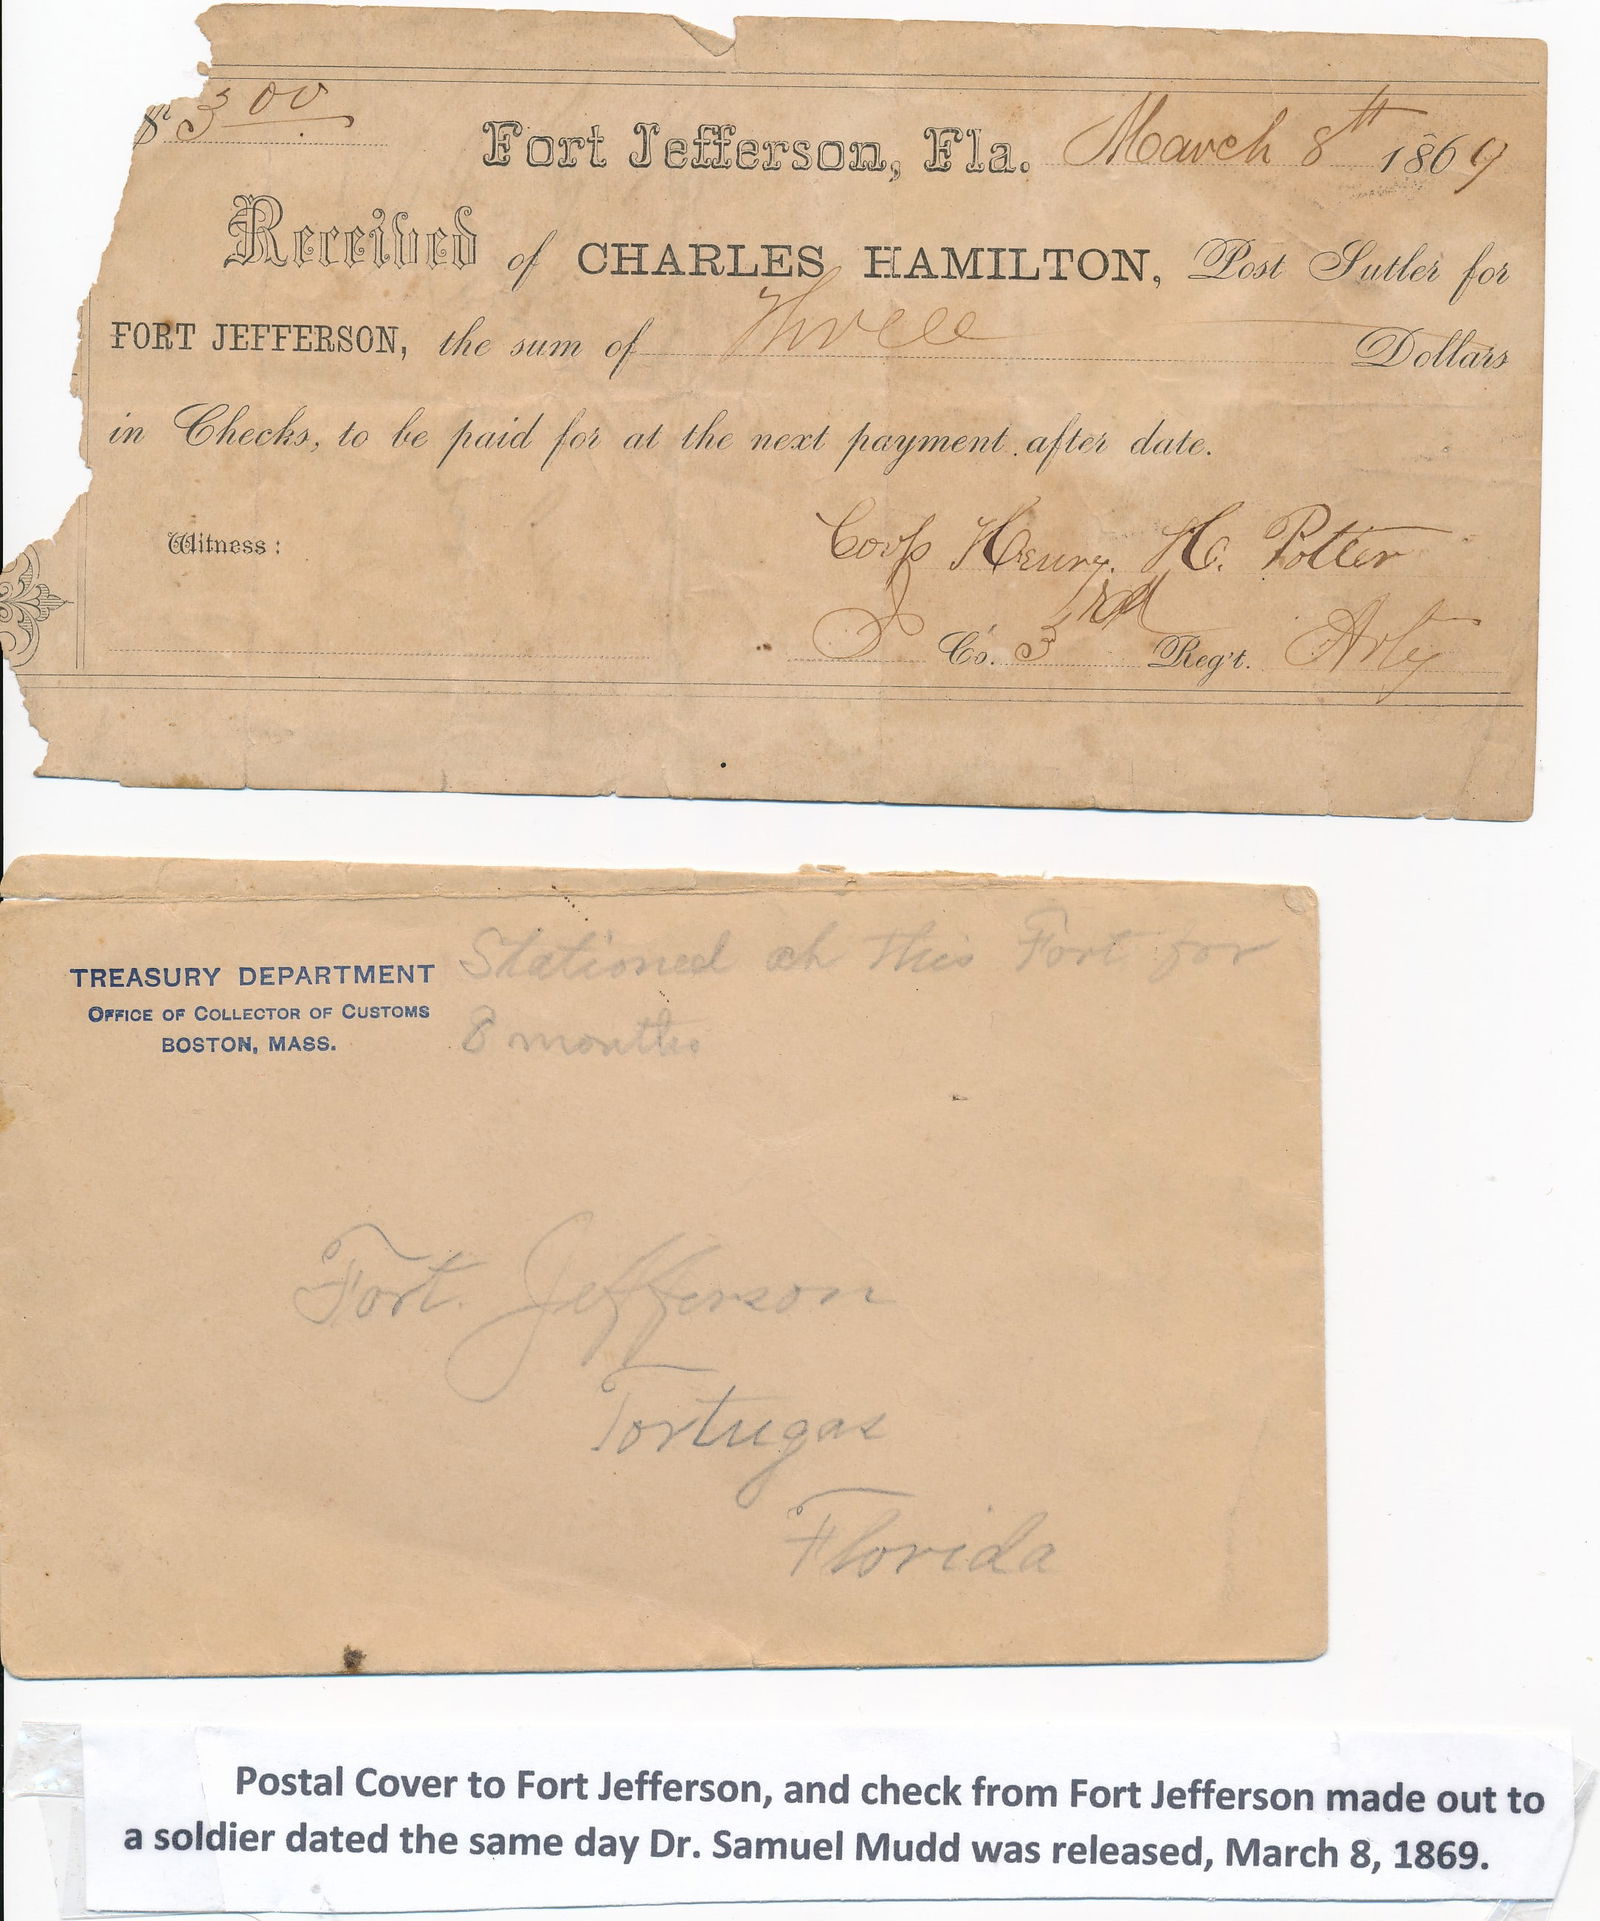 $ 3 00
Fort Jefferson, Fla. March 8th 1869
Received of CHARLES HAMILTON, Post Sutler for
FORT JEFFERSON, the sum of Three Dollars
in Checks, to be paid for at the next payment after date.
Witness:
Corp Henry. H. Potter
Co. 3rd Reg't. Arty
TREASURY DEPARTMENT
OFFICE OF COLLECTOR OF CUSTOMS
BOSTON, MASS.
Stationed at this Fort for
8 months
Fort. Jefferson
Tortugas
Florida
Postal Cover to Fort Jefferson, and check from Fort Jefferson made out to
a soldier dated the same day Dr. Samuel Mudd was released, March 8, 1869.